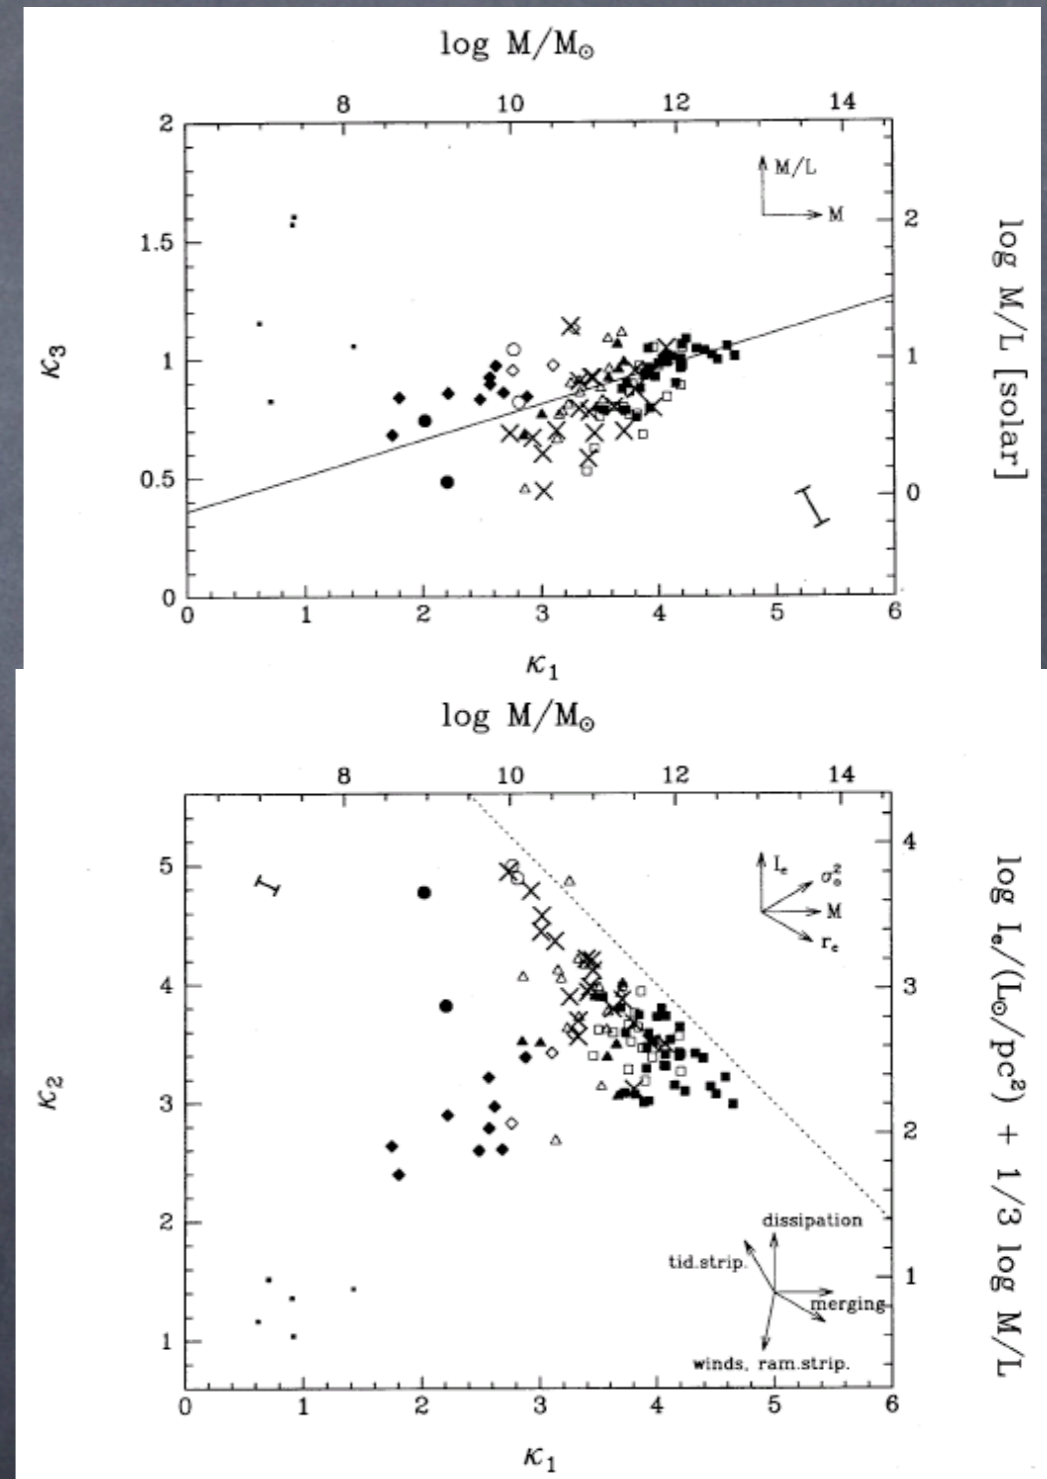 log M/M⊙
8 10 12 14
2
1.5
1
0.5
0
κ3
M/L
M
2
1
0
log M/L [solar]
0 1 2 3 4 5 6
κ1
log M/M⊙
8 10 12 14
5
4
3
2
1
κ2
Ie
σo²
M
re
dissipation
tid.strip.
merging
winds, ram.strip.
4
3
2
1
log Ie/(L⊙/pc²) + 1/3 log M/L
0 1 2 3 4 5 6
κ1